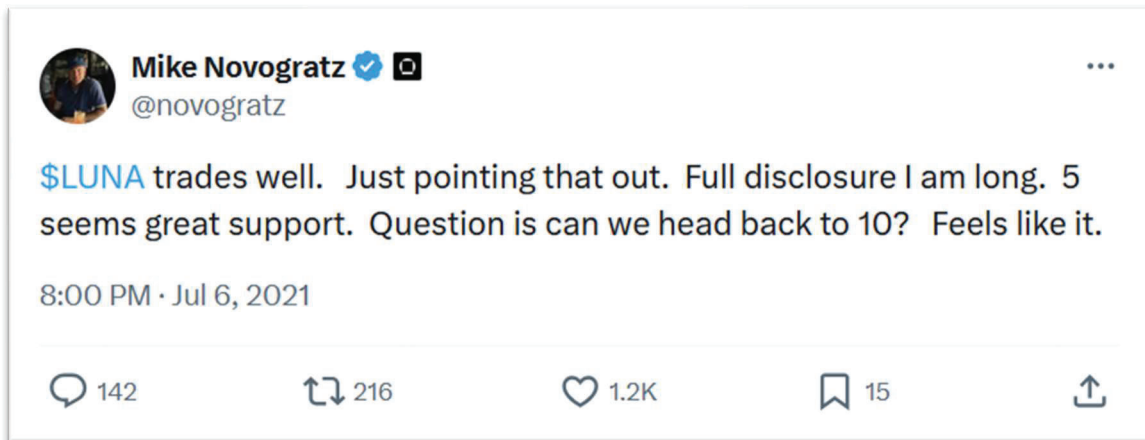 Mike Novogratz
@novogratz
$LUNA trades well. Just pointing that out. Full disclosure I am long. 5
seems great support. Question is can we head back to 10? Feels like it.
8:00 PM · Jul 6, 2021
142 216 1.2K 15